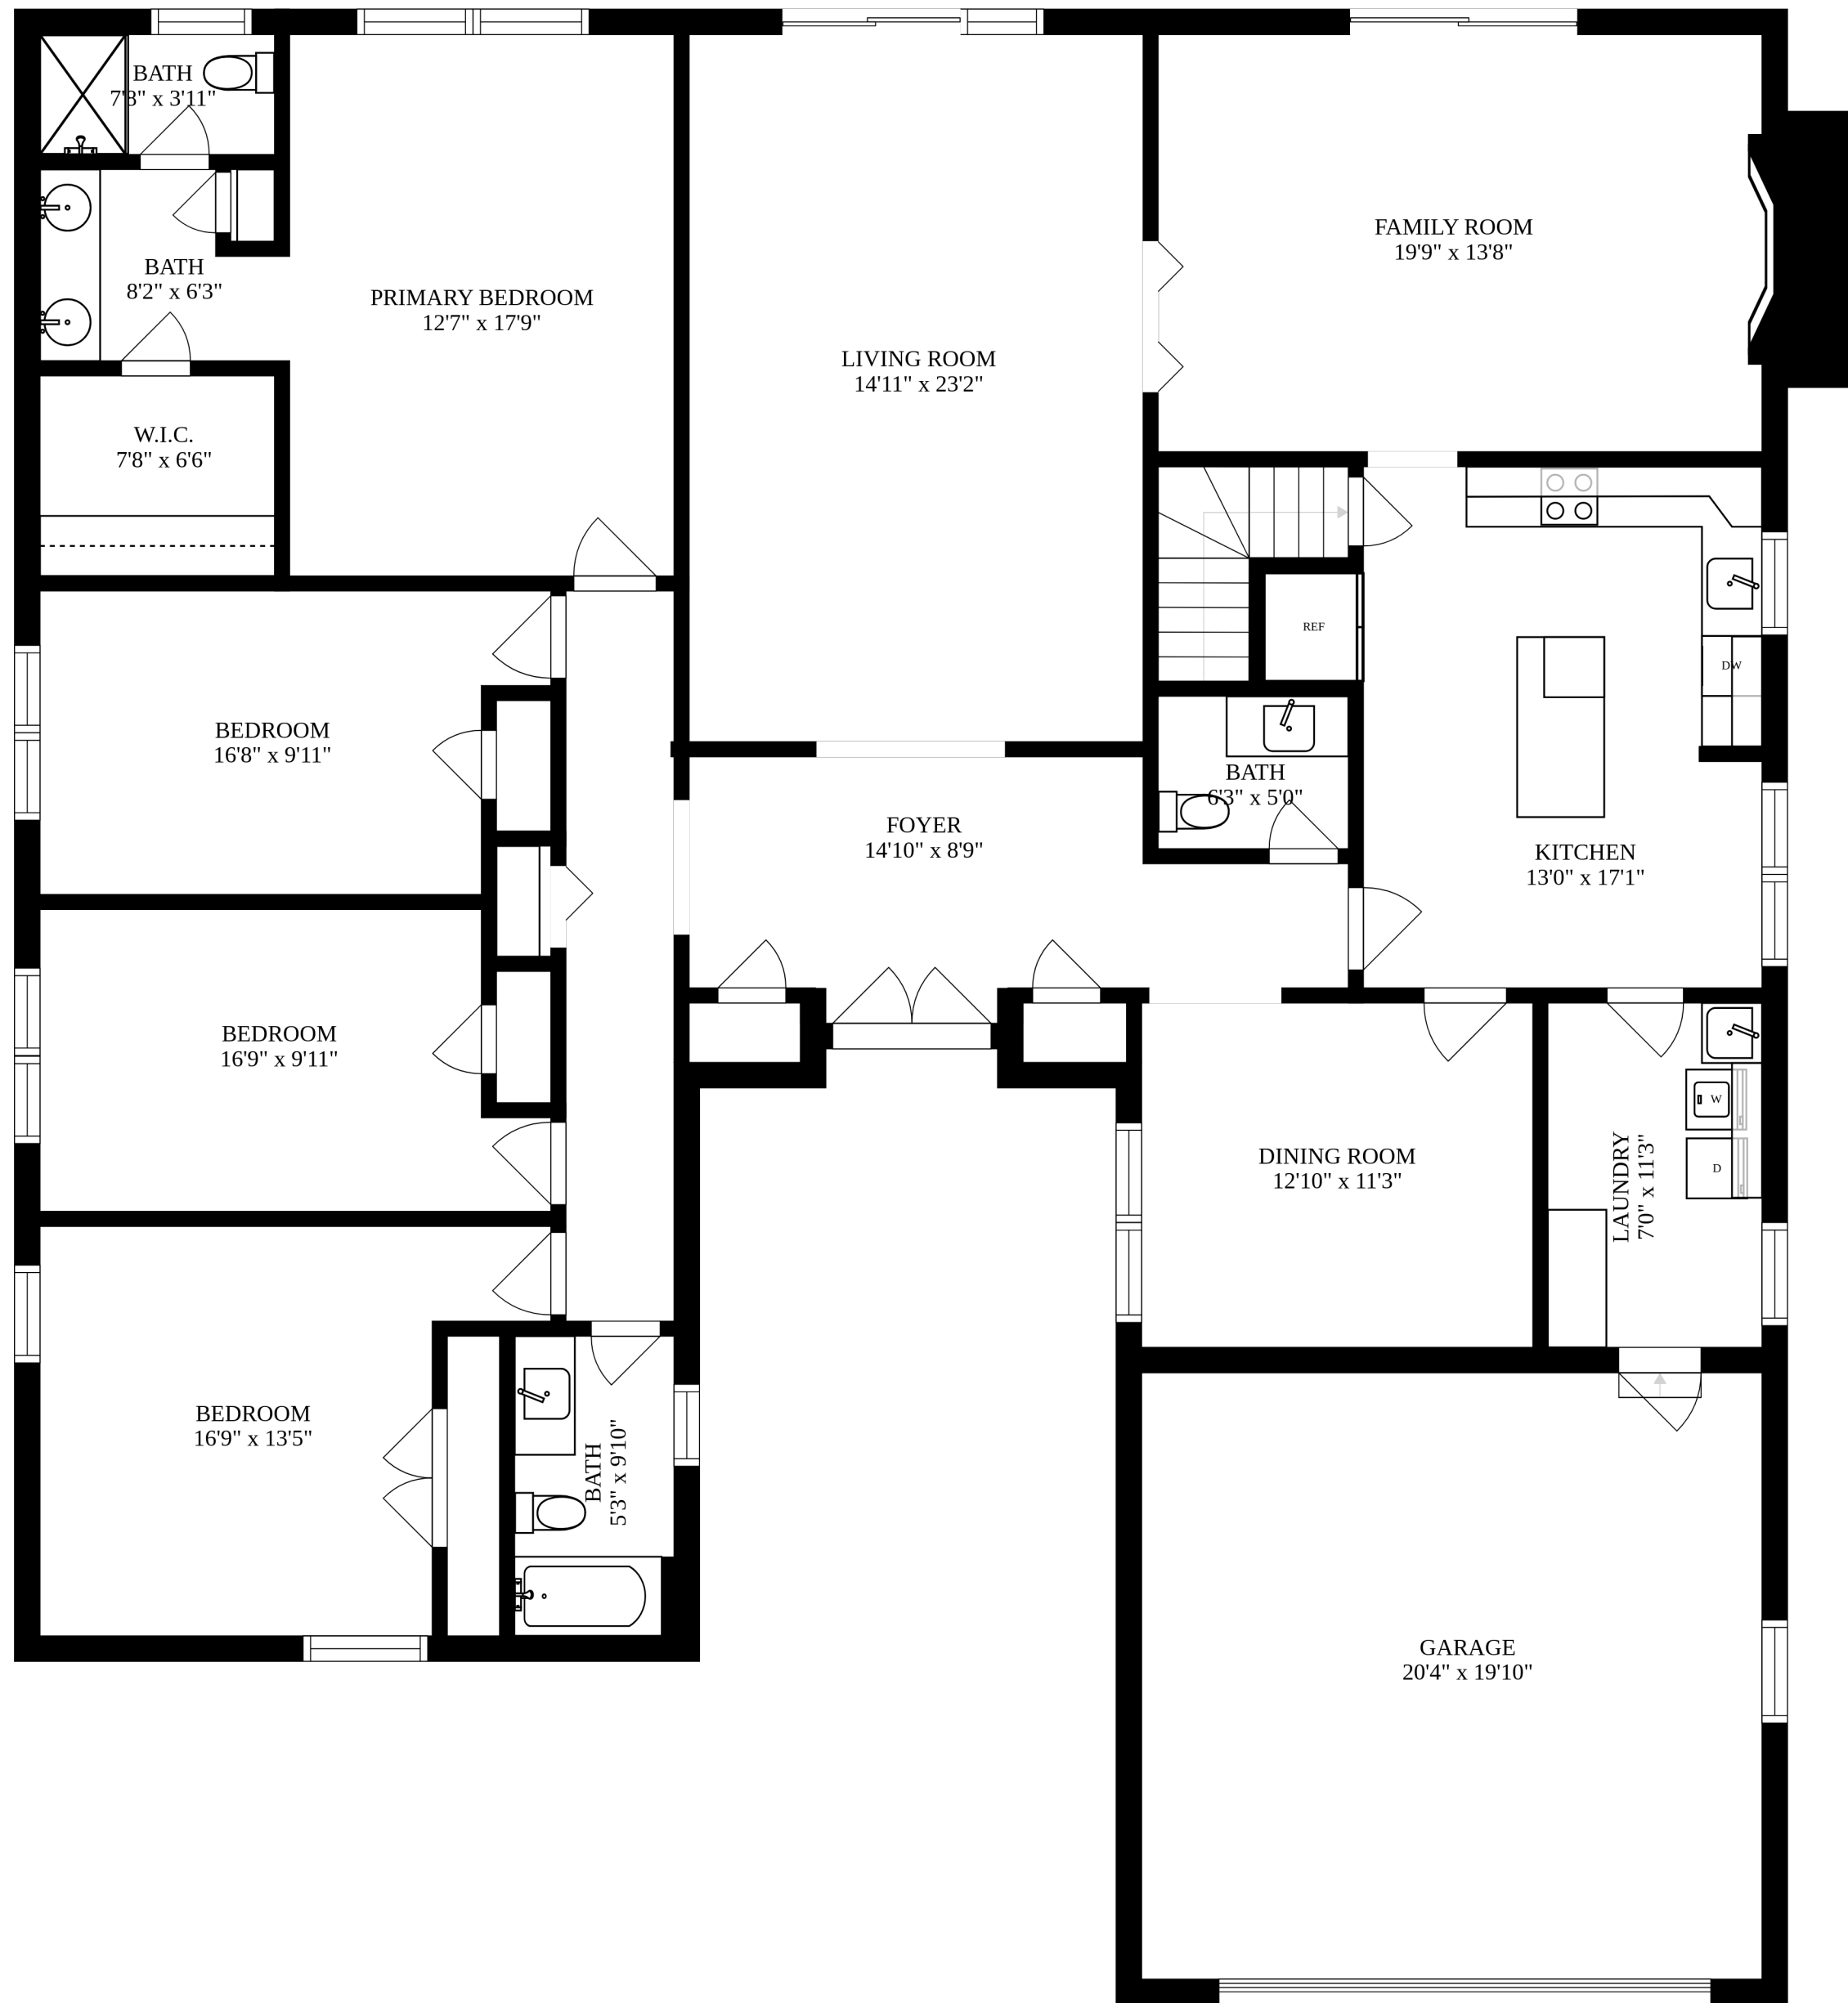 BATH
7'8" x 3'11"
BATH
8'2" x 6'3"
PRIMARY BEDROOM
12'7" x 17'9"
LIVING ROOM
14'11" x 23'2"
FAMILY ROOM
19'9" x 13'8"
W.I.C.
7'8" x 6'6"
REF
DW
BEDROOM
16'8" x 9'11"
BATH
6'3" x 5'0"
FOYER
14'10" x 8'9"
KITCHEN
13'0" x 17'1"
BEDROOM
16'9" x 9'11"
DINING ROOM
12'10" x 11'3"
LAUNDRY
7'0" x 11'3"
W
D
BEDROOM
16'9" x 13'5"
BATH
5'3" x 9'10"
GARAGE
20'4" x 19'10"